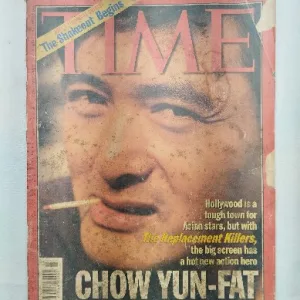 The Shakeout Begins
TIME
Hollywood is a
tough town for
Asian stars, but with
The Replacement Killers,
the big screen has
a hot new action hero
CHOW YUN-FAT